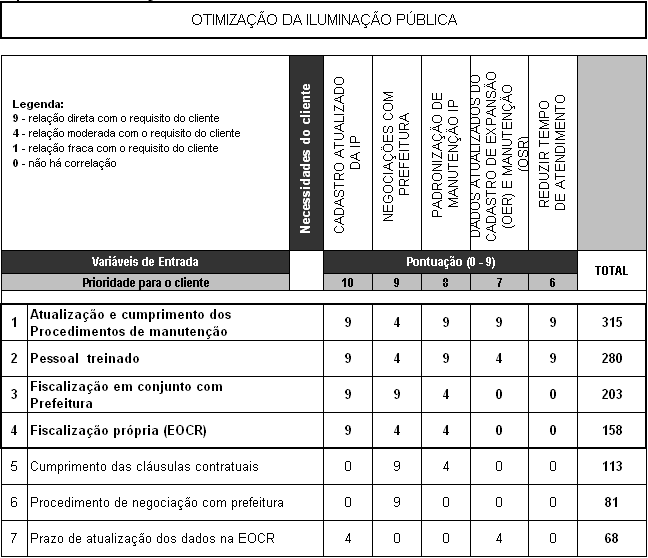 OTIMIZAÇÃO DA ILUMINAÇÃO PÚBLICA
Legenda:
9 - relação direta com o requisito do cliente
4 - relação moderada com o requisito do cliente
1 - relação fraca com o requisito do cliente
0 - não há correlação
Necessidades do cliente
CADASTRO ATUALIZADO
DA IP
NEGOCIAÇÕES COM
PREFEITURA
PADRONIZAÇÃO DE
MANUTENÇÃO IP
DADOS ATUALIZADOS DO
CADASTRO DE EXPANSÃO
(OER) E MANUTENÇÃO
(OSR)
REDUZIR TEMPO
DE ATENDIMENTO
Variáveis de Entrada
Pontuação (0 - 9)
TOTAL
Prioridade para o cliente
10 9 8 7 6
1 Atualização e cumprimento dos
Procedimentos de manutenção
9 4 9 9 9 315
2 Pessoal treinado 9 4 9 4 9 280
3 Fiscalização em conjunto com
Prefeitura
9 9 4 0 0 203
4 Fiscalização própria (EOCR) 9 4 4 0 0 158
5 Cumprimento das cláusulas contratuais 0 9 4 0 0 113
6 Procedimento de negociação com prefeitura 0 9 0 0 0 81
7 Prazo de atualização dos dados na EOCR 4 0 0 4 0 68